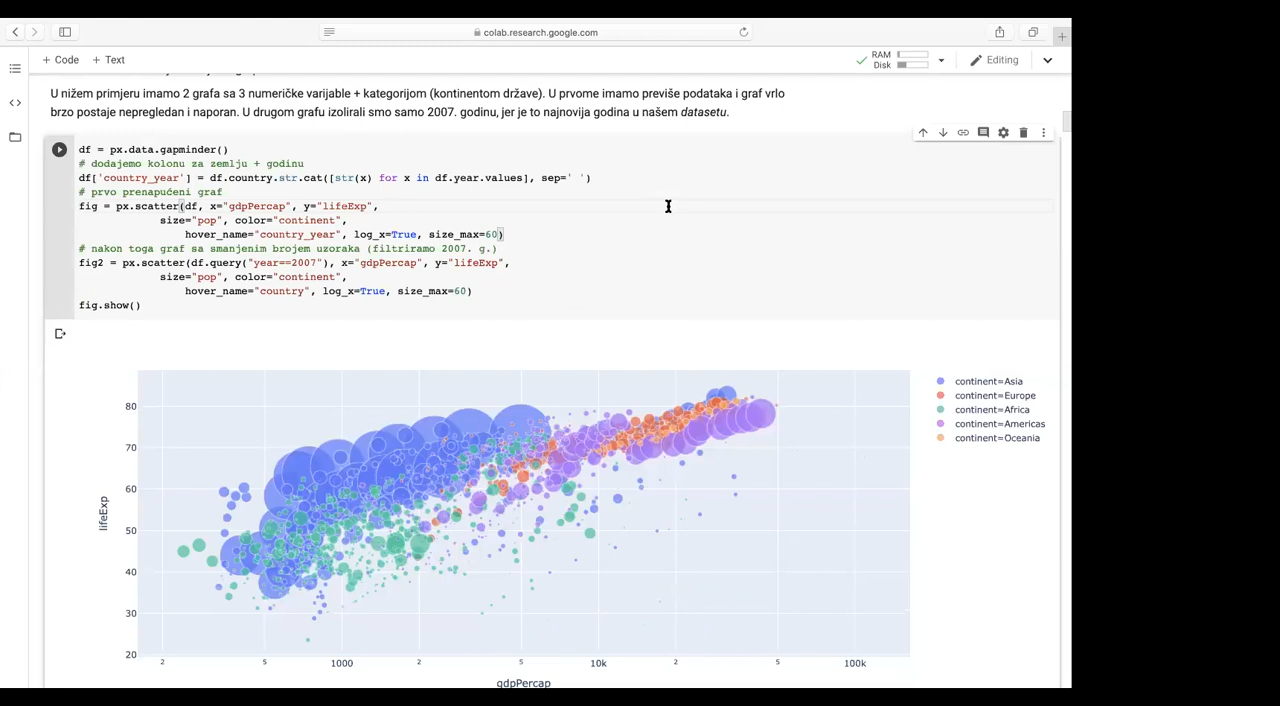 colab.research.google.com
+ Code + Text
RAM
Disk
Editing
U nižem primjeru imamo 2 grafa sa 3 numeričke varijable + kategorijom (kontinentom države). U prvome imamo previše podataka i graf vrlo
brzo postaje nepregledan i naporan. U drugom grafu izolirali smo samo 2007. godinu, jer je to najnovija godina u našem datasetu.
df = px.data.gapminder()
# dodajemo kolonu za zemlju + godinu
df['country_year'] = df.country.str.cat([str(x) for x in df.year.values], sep=' ')
# prvo prenapućeni graf
fig = px.scatter(df, x="gdpPercap", y="lifeExp",
size="pop", color="continent",
hover_name="country_year", log_x=True, size_max=60)
# nakon toga graf sa smanjenim brojem uzoraka (filtriramo 2007. g.)
fig2 = px.scatter(df.query("year==2007"), x="gdpPercap", y="lifeExp",
size="pop", color="continent",
hover_name="country", log_x=True, size_max=60)
fig.show()
continent=Asia
continent=Europe
continent=Africa
continent=Americas
continent=Oceania
80
70
60
50
40
30
20
lifeExp
2 5 1000 2 5 10k 2 5 100k
gdpPercap